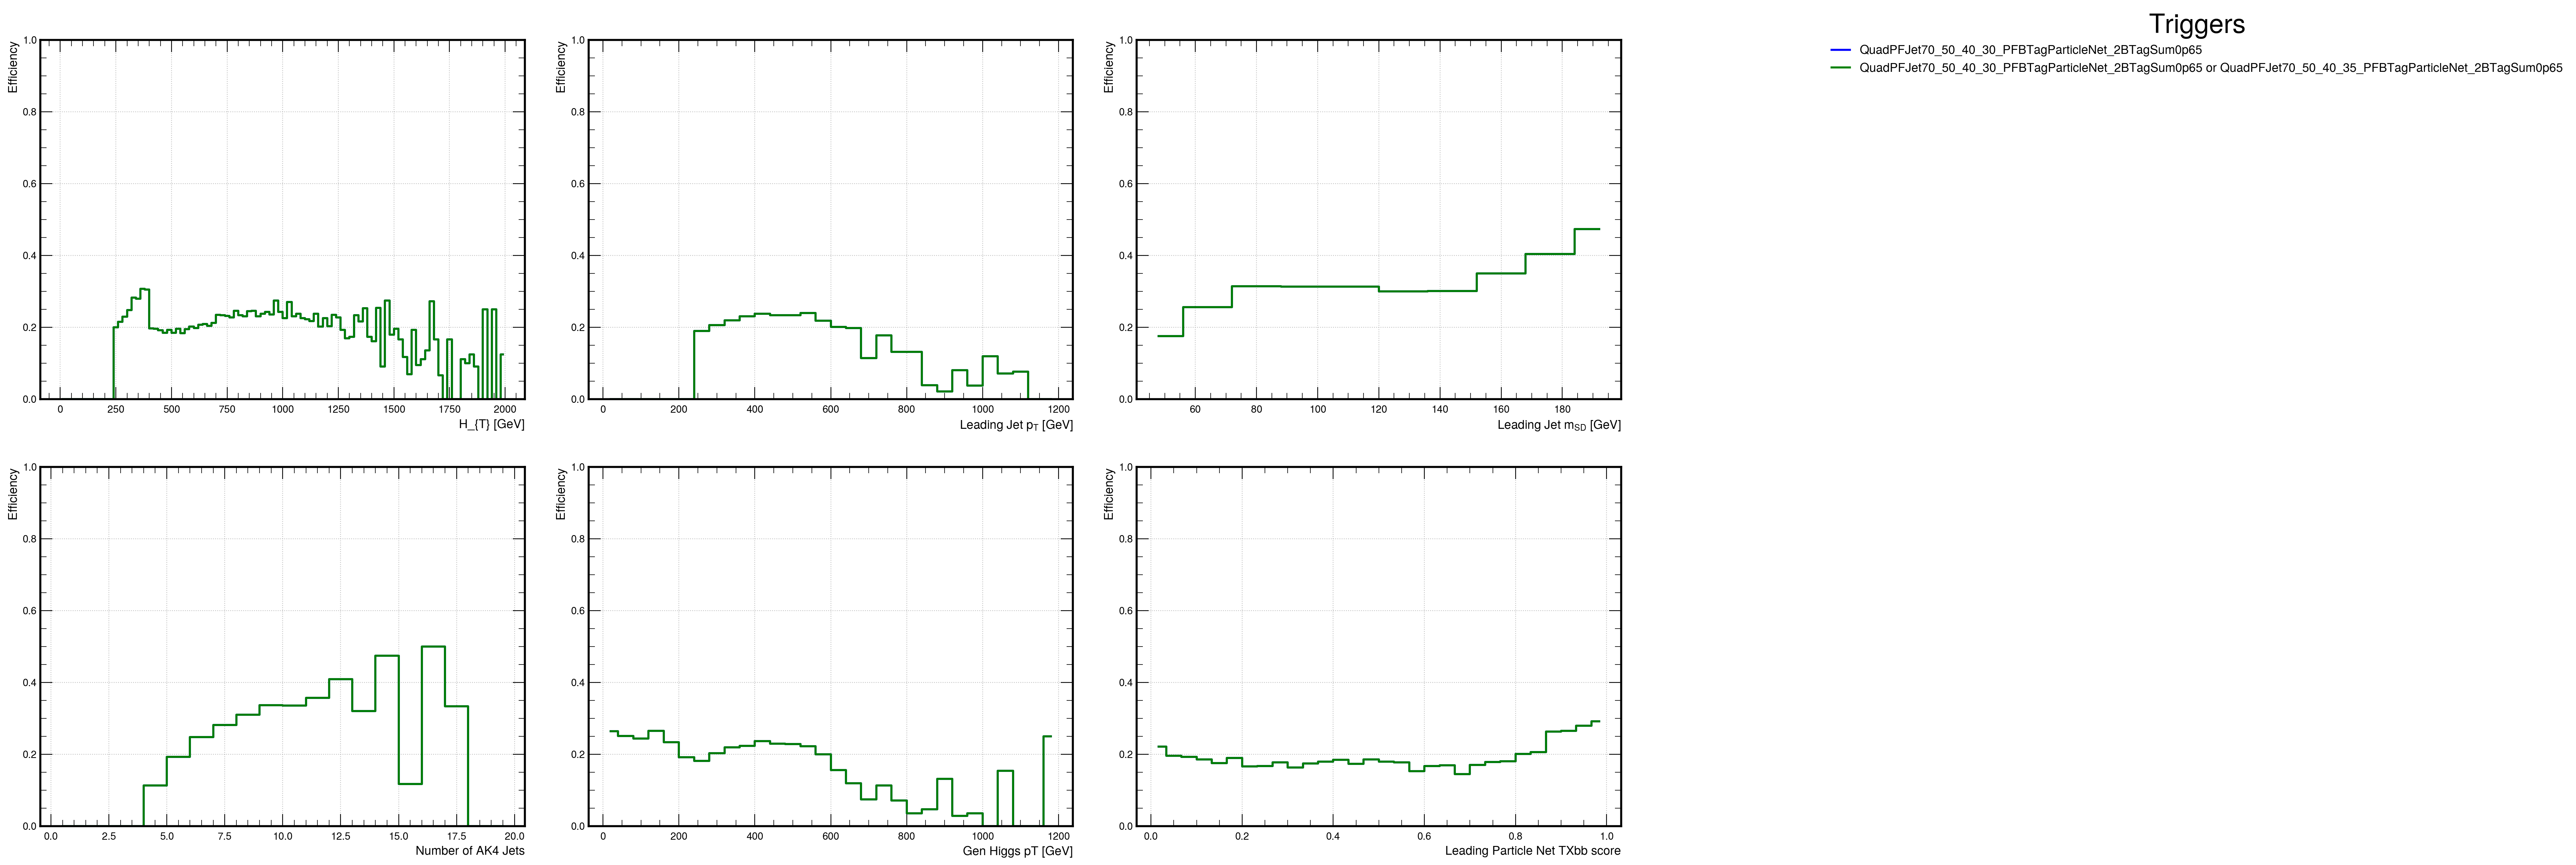 Triggers
QuadPFJet70_50_40_30_PFBTagParticleNet_2BTagSum0p65
QuadPFJet70_50_40_30_PFBTagParticleNet_2BTagSum0p65 or QuadPFJet70_50_40_35_PFBTagParticleNet_2BTagSum0p65
Efficiency
1.0
0.8
0.6
0.4
0.2
0.0
0 250 500 750 1000 1250 1500 1750 2000
H_{T} [GeV]
Efficiency
1.0
0.8
0.6
0.4
0.2
0.0
0 200 400 600 800 1000 1200
Leading Jet pT [GeV]
Efficiency
1.0
0.8
0.6
0.4
0.2
0.0
60 80 100 120 140 160 180
Leading Jet mSD [GeV]
Efficiency
1.0
0.8
0.6
0.4
0.2
0.0
0.0 2.5 5.0 7.5 10.0 12.5 15.0 17.5 20.0
Number of AK4 Jets
Efficiency
1.0
0.8
0.6
0.4
0.2
0.0
0 200 400 600 800 1000 1200
Gen Higgs pT [GeV]
Efficiency
1.0
0.8
0.6
0.4
0.2
0.0
0.0 0.2 0.4 0.6 0.8 1.0
Leading Particle Net TXbb score